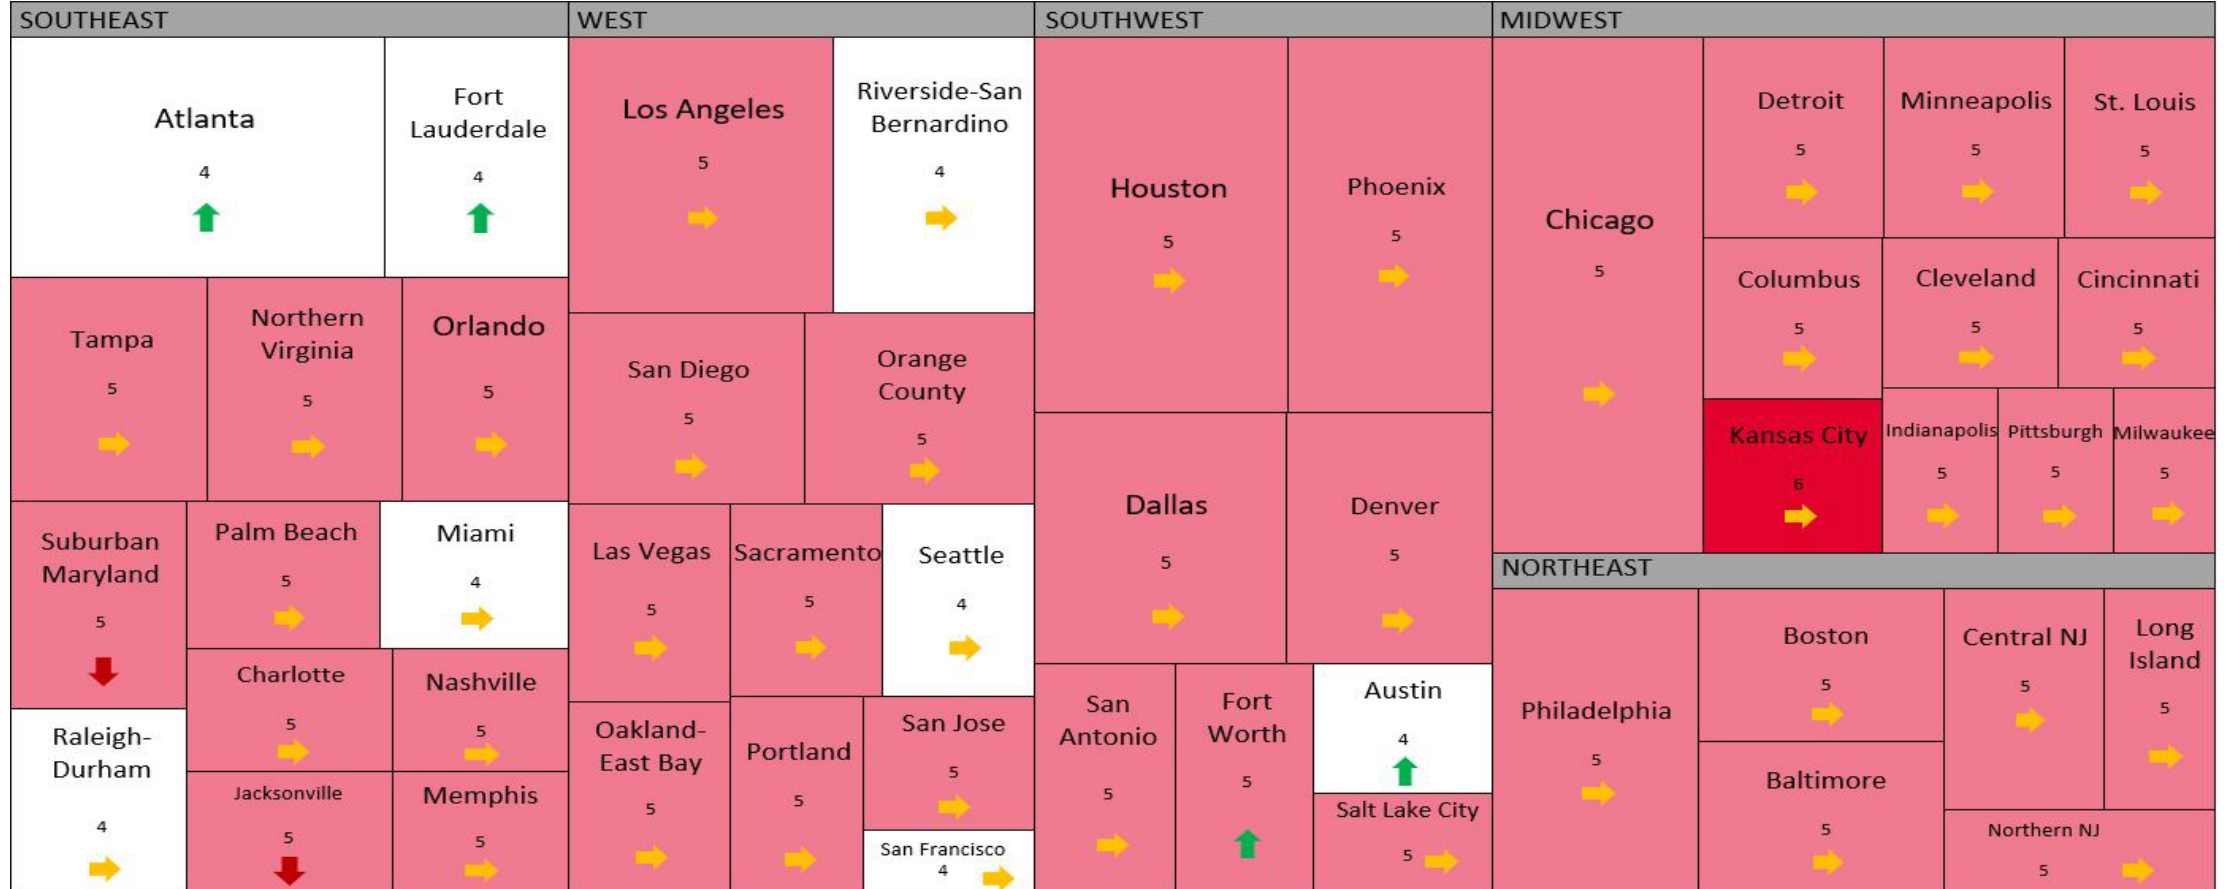 SOUTHEAST
Atlanta
4
Fort
Lauderdale
4
Tampa
5
Northern
Virginia
5
Orlando
5
Suburban
Maryland
5
Palm Beach
5
Miami
4
Charlotte
5
Nashville
5
Raleigh-
Durham
4
Jacksonville
5
Memphis
5
WEST
Los Angeles
5
Riverside-San
Bernardino
4
San Diego
5
Orange
County
5
Las Vegas
5
Sacramento
5
Seattle
4
Oakland-
East Bay
5
Portland
5
San Jose
5
San Francisco
4
SOUTHWEST
Houston
5
Phoenix
5
Dallas
5
Denver
5
San
Antonio
5
Fort
Worth
5
Austin
4
Salt Lake City
5
MIDWEST
Chicago
5
Detroit
5
Minneapolis
5
St. Louis
5
Columbus
5
Cleveland
5
Cincinnati
5
Kansas City
6
Indianapolis
5
Pittsburgh
5
Milwaukee
5
NORTHEAST
Philadelphia
5
Boston
5
Central NJ
5
Long
Island
5
Baltimore
5
Northern NJ
5